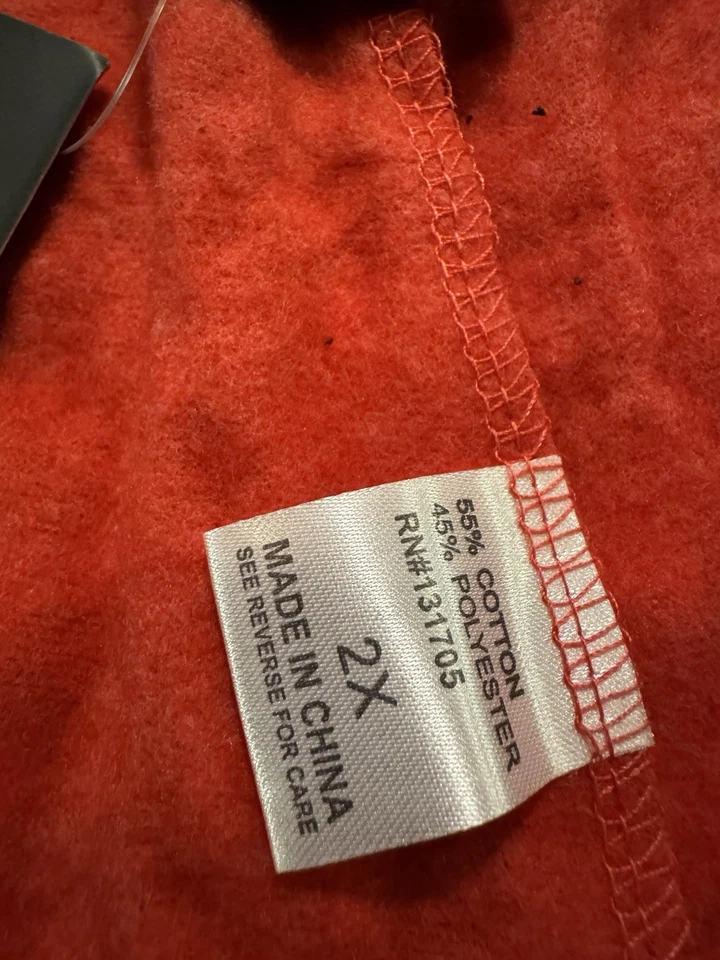 55% COTTON
45% POLYESTER
RN#131705
2X
MADE IN CHINA
SEE REVERSE FOR CARE